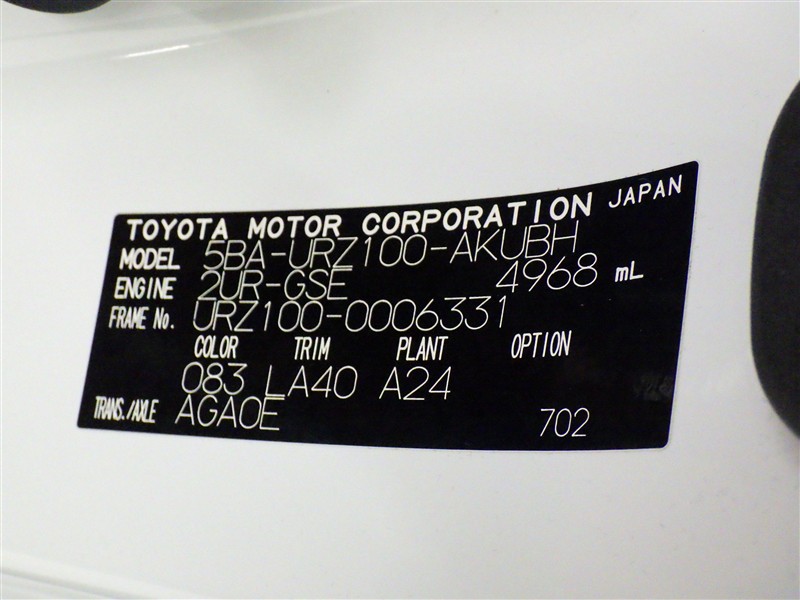 TOYOTA MOTOR CORPORATION JAPAN
MODEL 5BA-URZ100-AKUBH
ENGINE 2UR-GSE 4968 mL
FRAME No. URZ100-0006331
COLOR TRIM PLANT OPTION
083 LA40 A24
TRANS./AXLE AGA0E 702